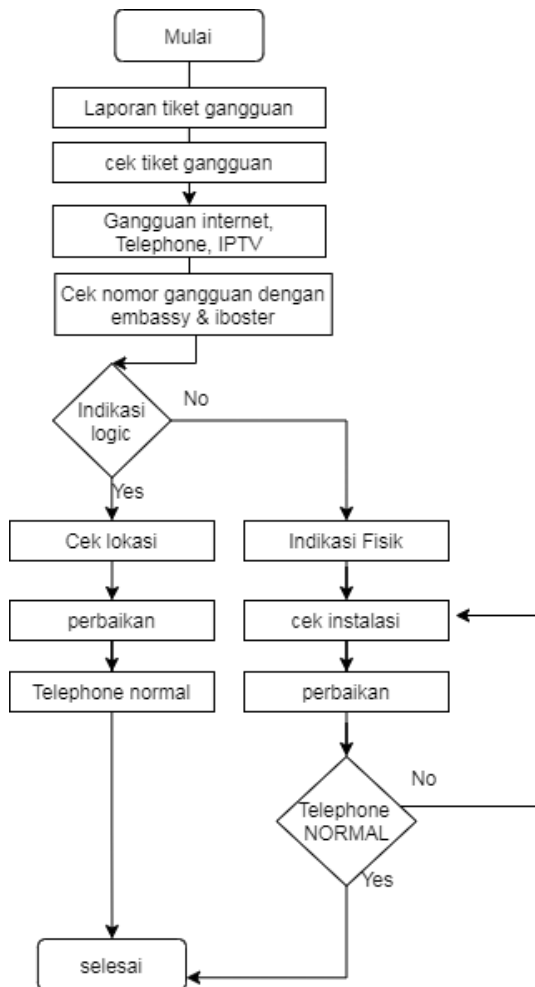 Mulai
Laporan tiket gangguan
cek tiket gangguan
Gangguan internet,
Telephone, IPTV
Cek nomor gangguan dengan
embassy & iboster
Indikasi
logic
No
Yes
Cek lokasi
Indikasi Fisik
perbaikan
cek instalasi
Telephone normal
perbaikan
No
Telephone
NORMAL
Yes
selesai